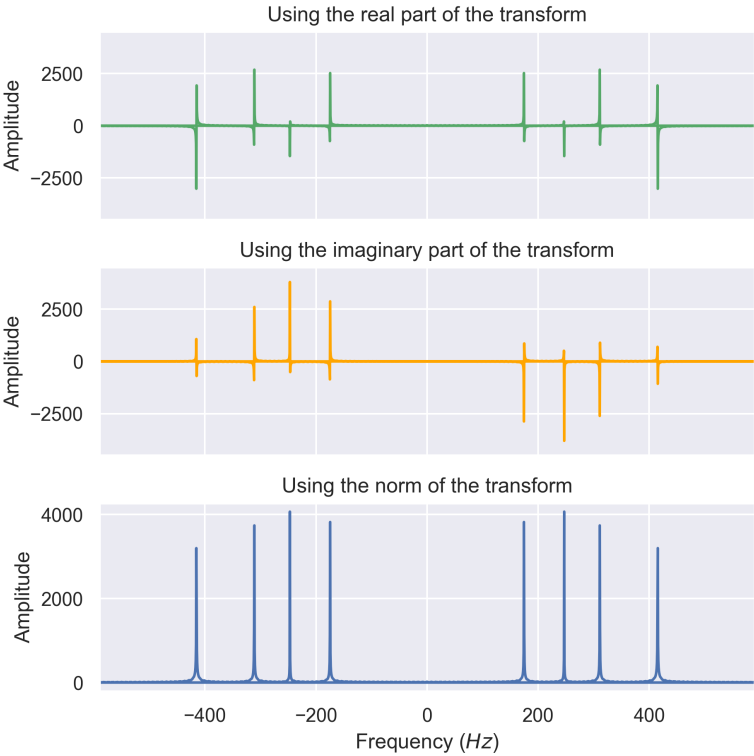 Using the real part of the transform
Amplitude
2500
0
−2500
Using the imaginary part of the transform
Amplitude
2500
0
−2500
Using the norm of the transform
Amplitude
4000
2000
0
−400 −200 0 200 400
Frequency (Hz)